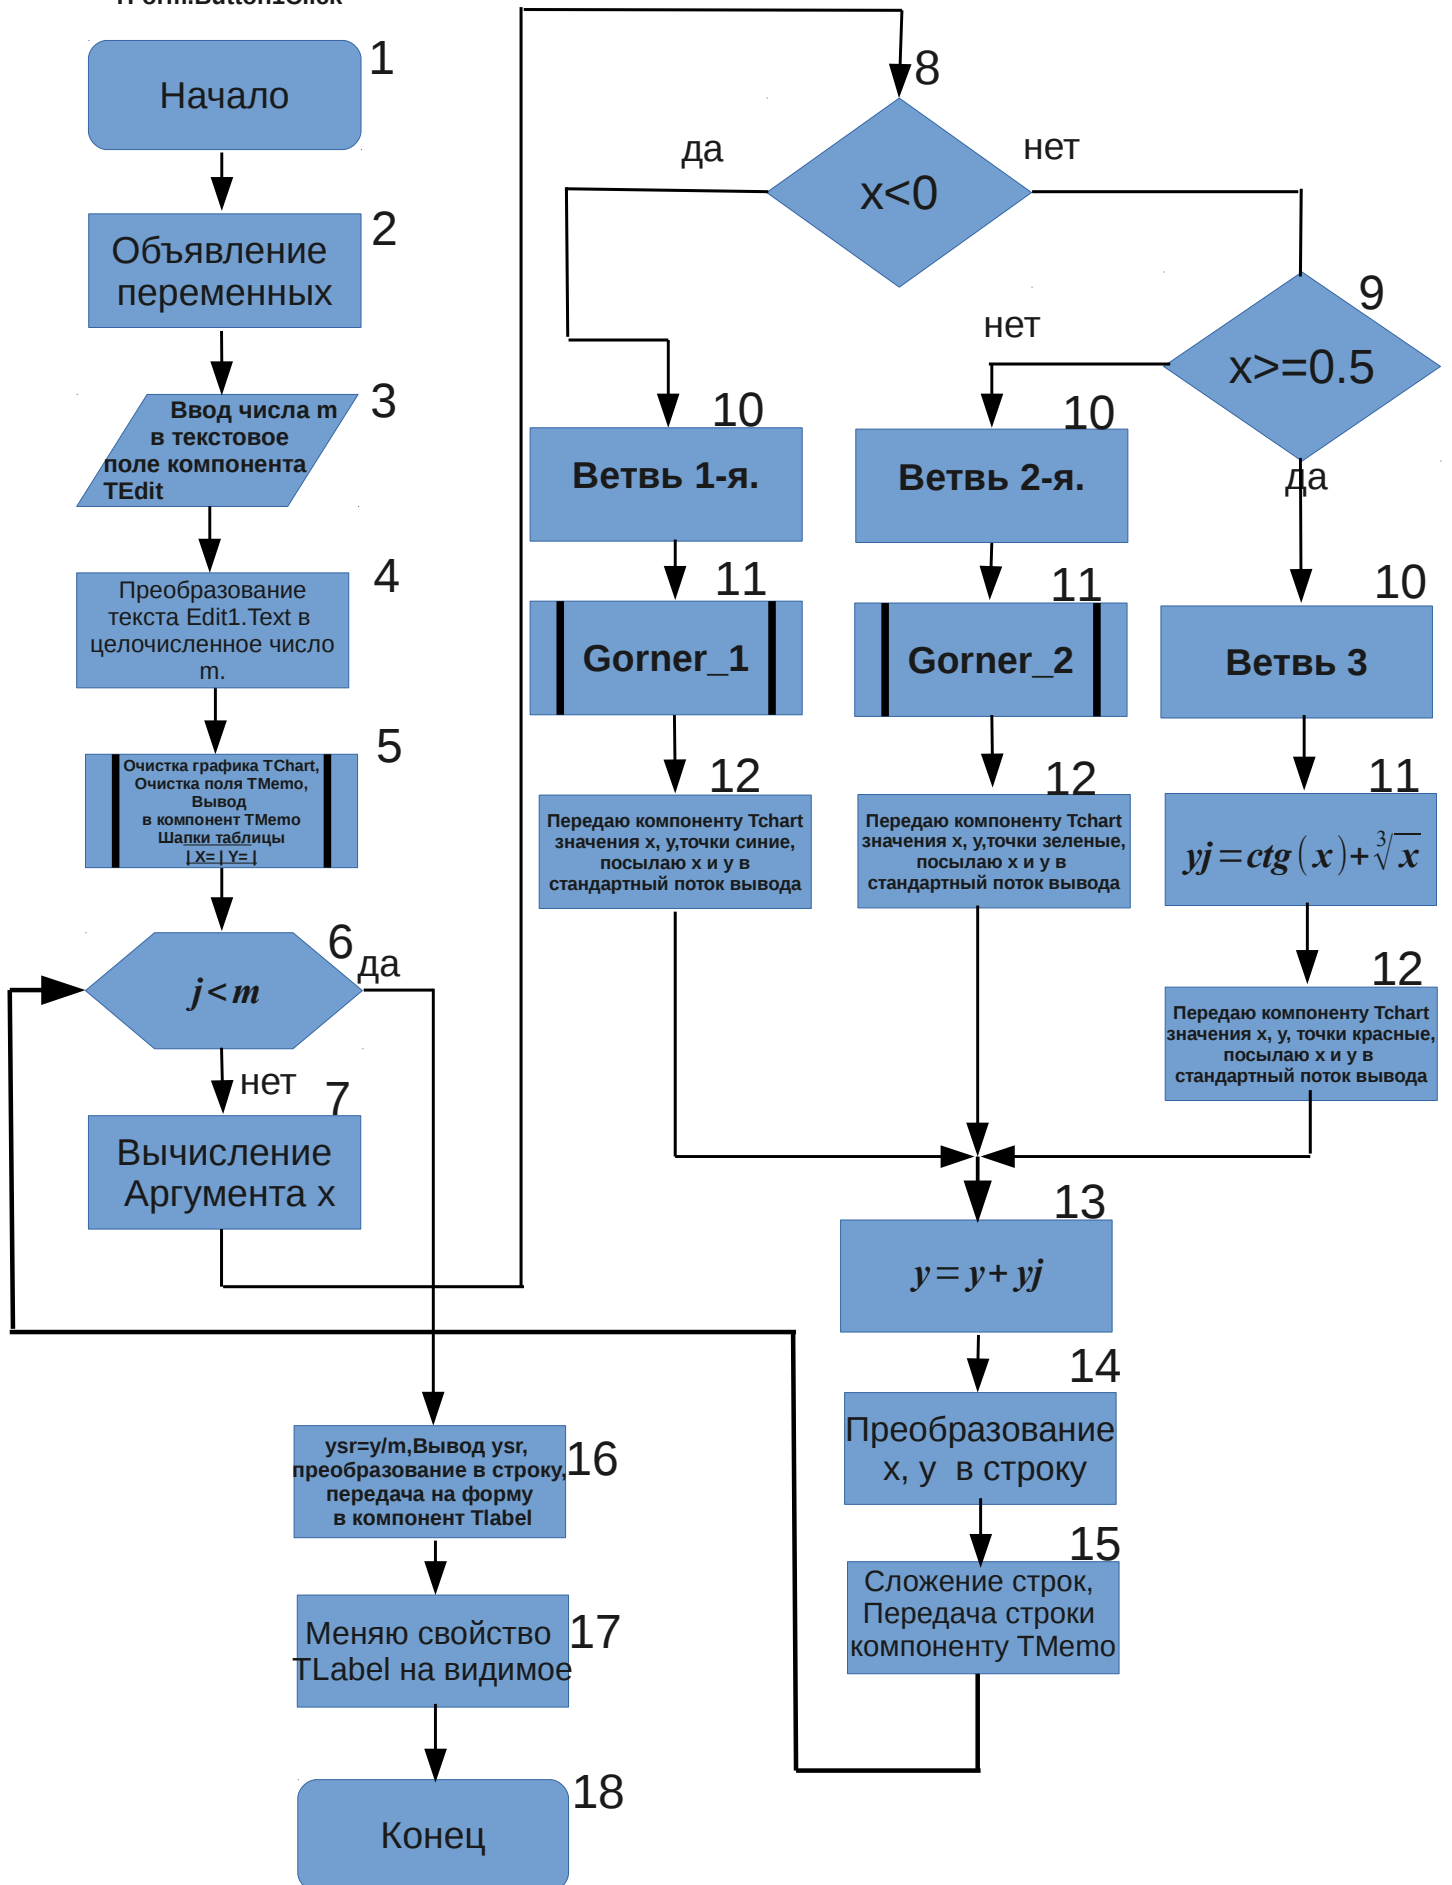 1
Начало
2
Объявление
переменных
3
Ввод числа m
в текстовое
поле компонента
TEdit
4
Преобразование
текста Edit1.Text в
целочисленное число
m.
5
Очистка графика TChart,
Очистка поля TMemo,
Вывод
в компонент TMemo
Шапки таблицы
| X= | Y= |
6
да
j < m
нет
7
Вычисление
Аргумента x
8
да
нет
x<0
9
нет
x>=0.5
да
10
Ветвь 1-я.
11
Gorner_1
12
Передаю компоненту Tchart
значения x, y,точки синие,
посылаю x и y в
стандартный поток вывода
10
Ветвь 2-я.
11
Gorner_2
12
Передаю компоненту Tchart
значения x, y,точки зеленые,
посылаю x и y в
стандартный поток вывода
10
Ветвь 3
11
yj = ctg (x) + ∛x
12
Передаю компоненту Tchart
значения x, y, точки красные,
посылаю x и y в
стандартный поток вывода
13
y = y + yj
14
Преобразование
x, y в строку
15
Сложение строк,
Передача строки
компоненту TMemo
16
ysr=y/m,Вывод ysr,
преобразование в строку,
передача на форму
в компонент Tlabel
17
Меняю свойство
TLabel на видимое
18
Конец